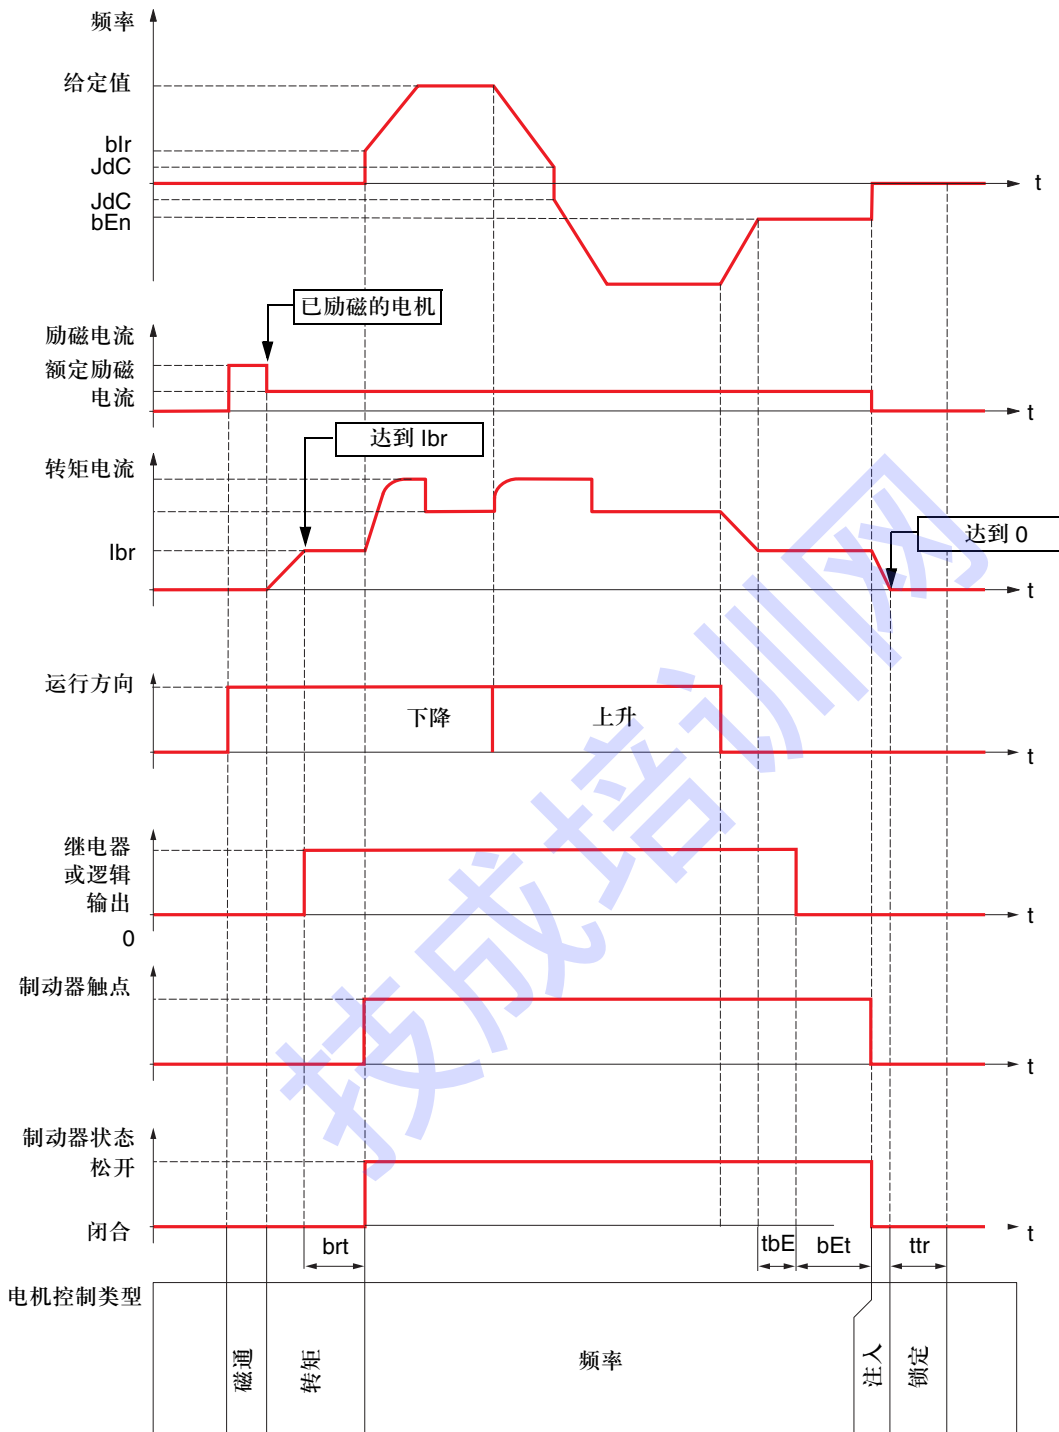 频率
给定值
bIr
JdC
t
JdC
bEn
已励磁的电机
励磁电流
额定励磁
电流
t
达到 Ibr
转矩电流
达到 0
Ibr
t
运行方向
下降
上升
t
继电器
或逻辑
输出
t
0
制动器触点
t
制动器状态
松开
闭合
t
brt
tbE
bEt
ttr
电机控制类型
磁通
转矩
频率
注入
锁定
技成培训网